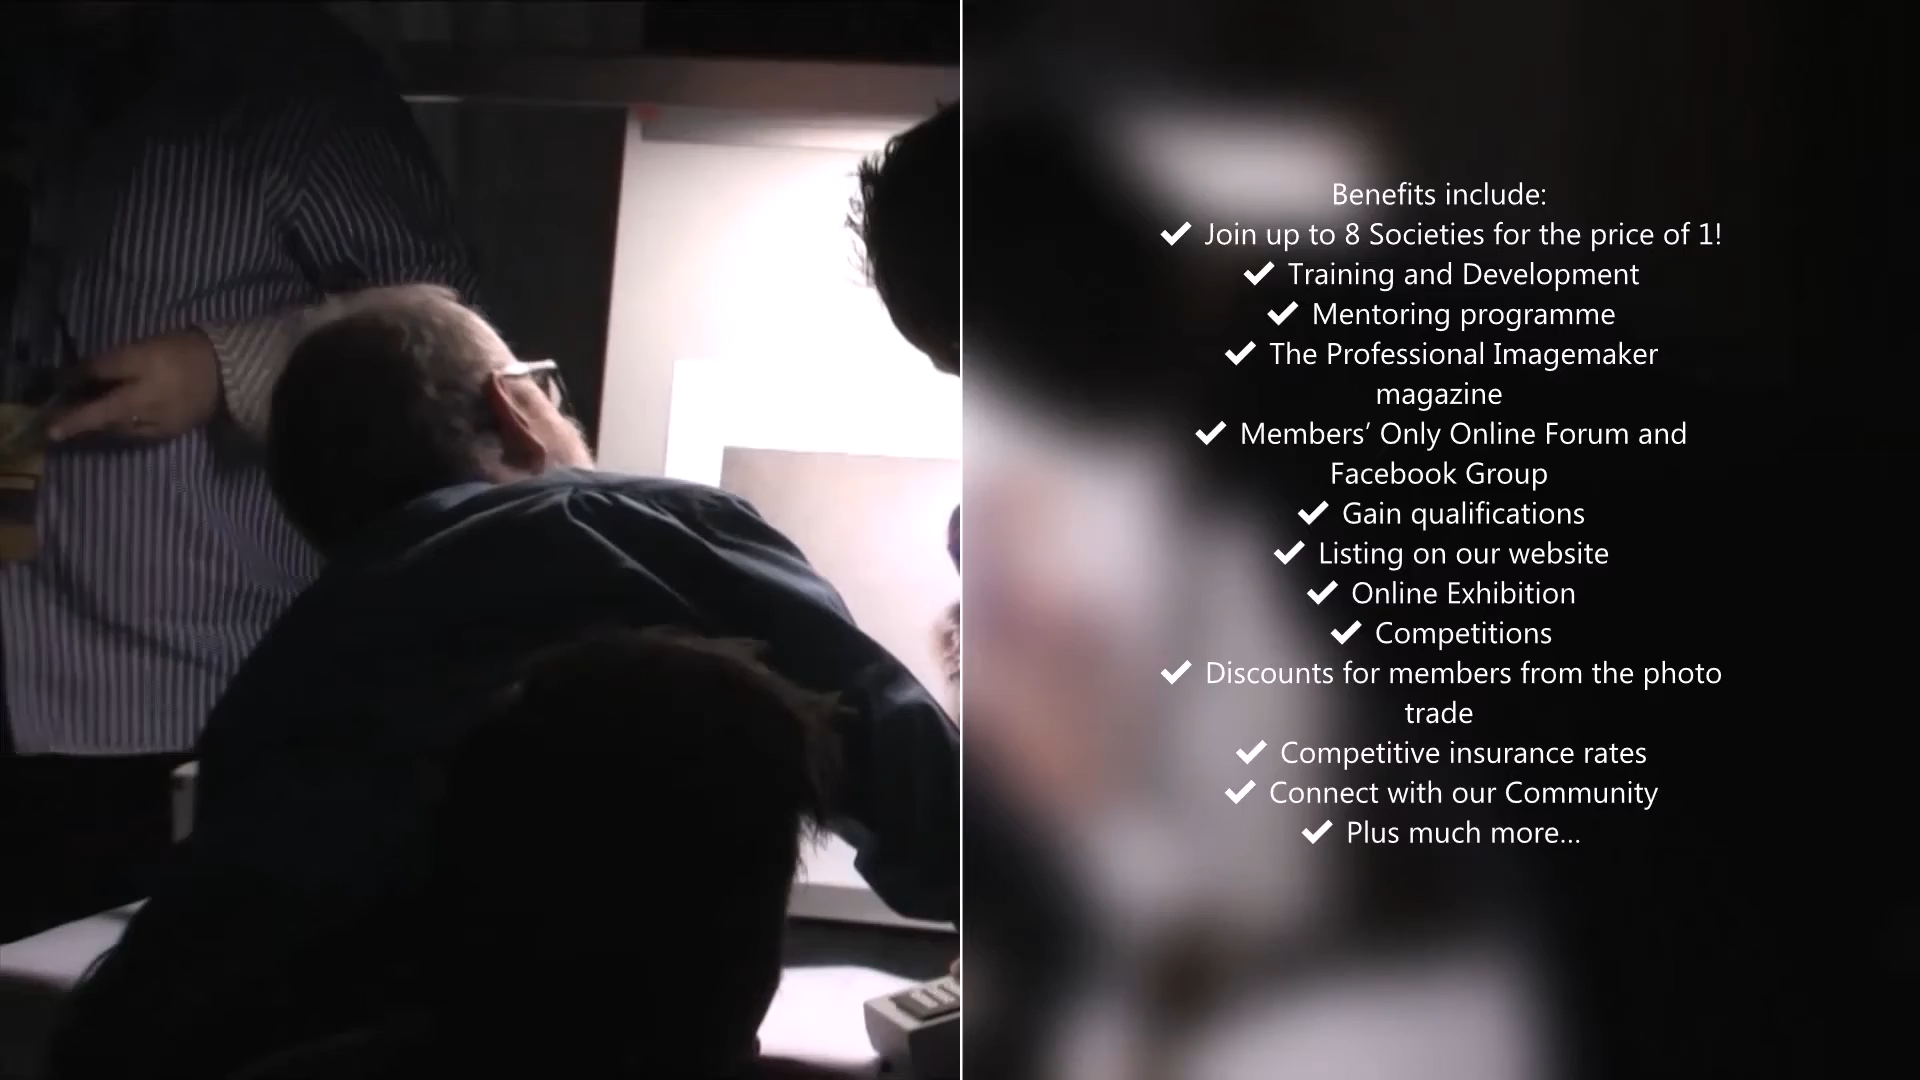 Benefits include:
✔ Join up to 8 Societies for the price of 1!
✔ Training and Development
✔ Mentoring programme
✔ The Professional Imagemaker
magazine
✔ Members’ Only Online Forum and
Facebook Group
✔ Gain qualifications
✔ Listing on our website
✔ Online Exhibition
✔ Competitions
✔ Discounts for members from the photo
trade
✔ Competitive insurance rates
✔ Connect with our Community
✔ Plus much more...